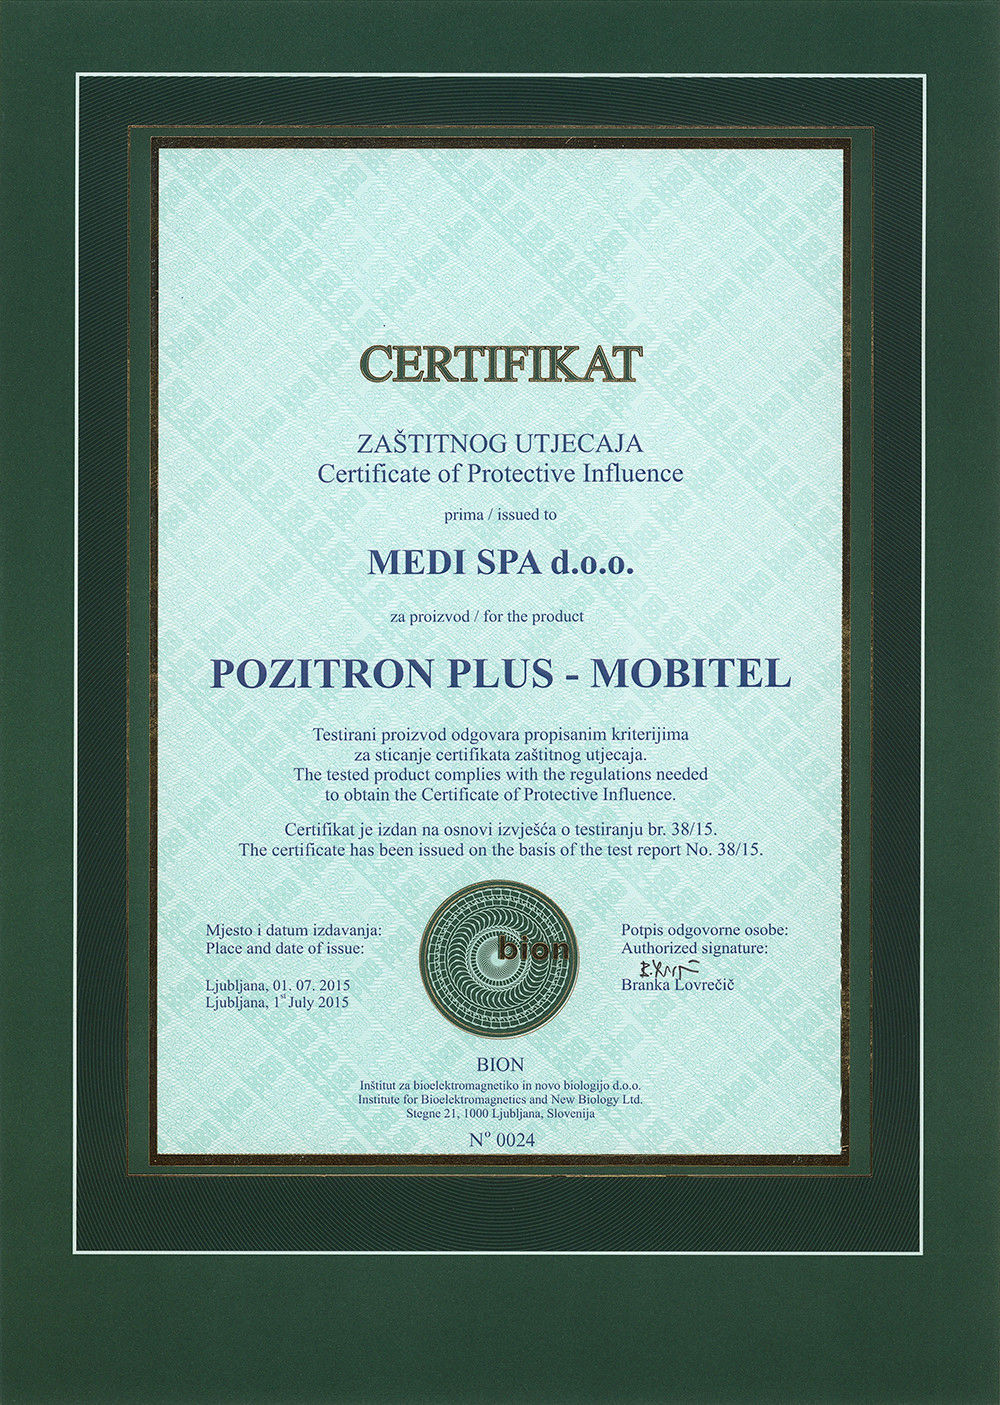 CERTIFIKAT
ZAŠTITNOG UTJECAJA
Certificate of Protective Influence
prima / issued to
MEDI SPA d.o.o.
za proizvod / for the product
POZITRON PLUS - MOBITEL
Testirani proizvod odgovara propisanim kriterijima
za sticanje certifikata zaštitnog utjecaja.
The tested product complies with the regulations needed
to obtain the Certificate of Protective Influence.
Certifikat je izdan na osnovi izvješća o testiranju br. 38/15.
The certificate has been issued on the basis of the test report No. 38/15.
Mjesto i datum izdavanja:
Place and date of issue:
Ljubljana, 01. 07. 2015
Ljubljana, 1st July 2015
bion
Potpis odgovorne osobe:
Authorized signature:
Branka Lovrečič
BION
Inštitut za bioelektromagnetiko in novo biologijo d.o.o.
Institute for Bioelektromagnetics and New Biology Ltd.
Stegne 21, 1000 Ljubljana, Slovenija
Nº 0024